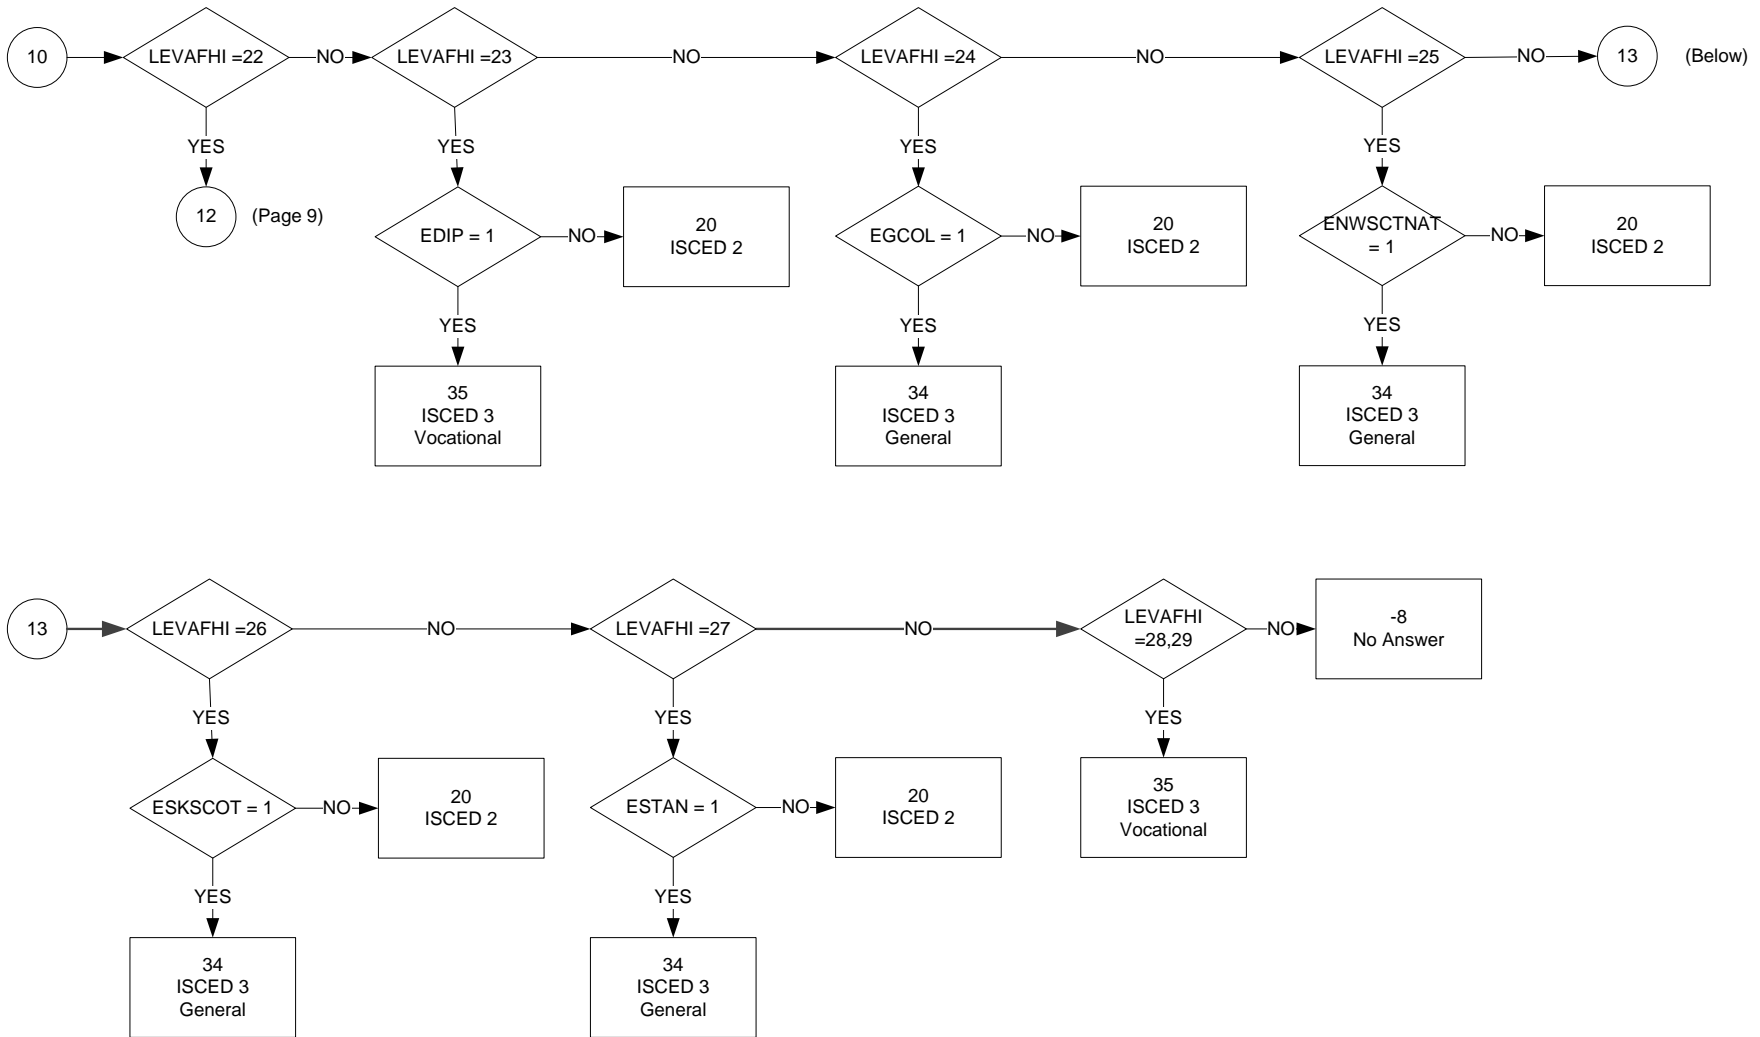 10
LEVAFHI =22
NO
LEVAFHI =23
NO
LEVAFHI =24
NO
LEVAFHI =25
NO
13
(Below)
YES
YES
YES
YES
12
(Page 9)
EDIP = 1
NO
20
ISCED 2
EGCOL = 1
NO
20
ISCED 2
ENWSCTNAT
= 1
NO
20
ISCED 2
YES
YES
YES
35
ISCED 3
Vocational
34
ISCED 3
General
34
ISCED 3
General
13
LEVAFHI =26
NO
LEVAFHI =27
NO
LEVAFHI
=28,29
NO
-8
No Answer
YES
YES
YES
ESKSCOT = 1
NO
20
ISCED 2
ESTAN = 1
NO
20
ISCED 2
35
ISCED 3
Vocational
YES
YES
34
ISCED 3
General
34
ISCED 3
General